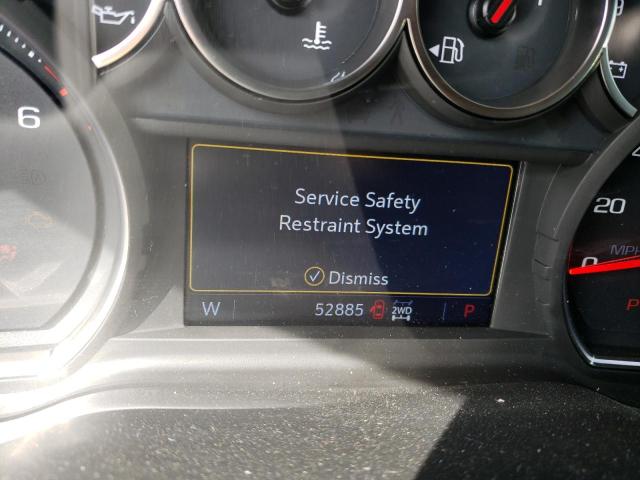 6
Service Safety
Restraint System
Dismiss
W 52885 2WD P
20
0
MPH
P